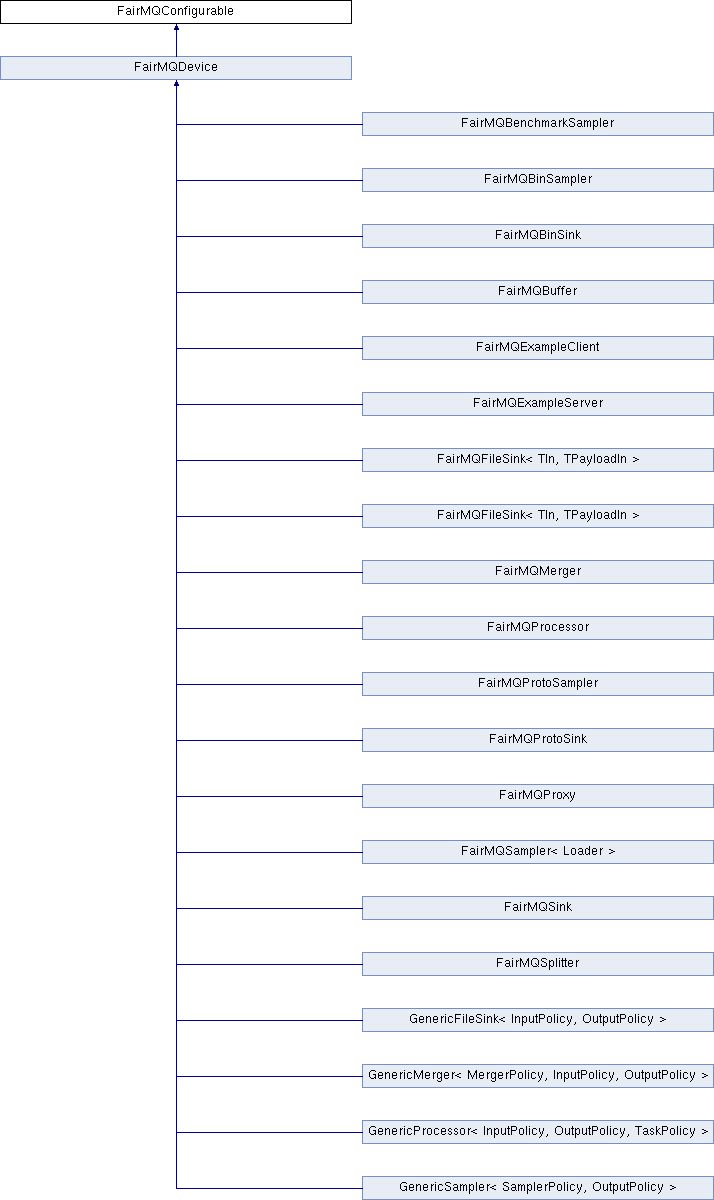 FairMQConfigurable
FairMQDevice
FairMQBenchmarkSampler
FairMQBinSampler
FairMQBinSink
FairMQBuffer
FairMQExampleClient
FairMQExampleServer
FairMQFileSink< TIn, TPayloadIn >
FairMQFileSink< TIn, TPayloadIn >
FairMQMerger
FairMQProcessor
FairMQProtoSampler
FairMQProtoSink
FairMQProxy
FairMQSampler< Loader >
FairMQSink
FairMQSplitter
GenericFileSink< InputPolicy, OutputPolicy >
GenericMerger< MergerPolicy, InputPolicy, OutputPolicy >
GenericProcessor< InputPolicy, OutputPolicy, TaskPolicy >
GenericSampler< SamplerPolicy, OutputPolicy >